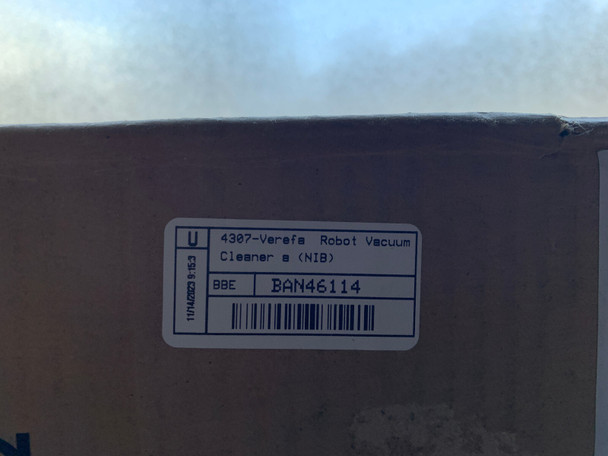 U
4307-Verefa Robot Vacuum
Cleaner a (NIB)
BBE
BAN46114
11/14/2023 9:15:3